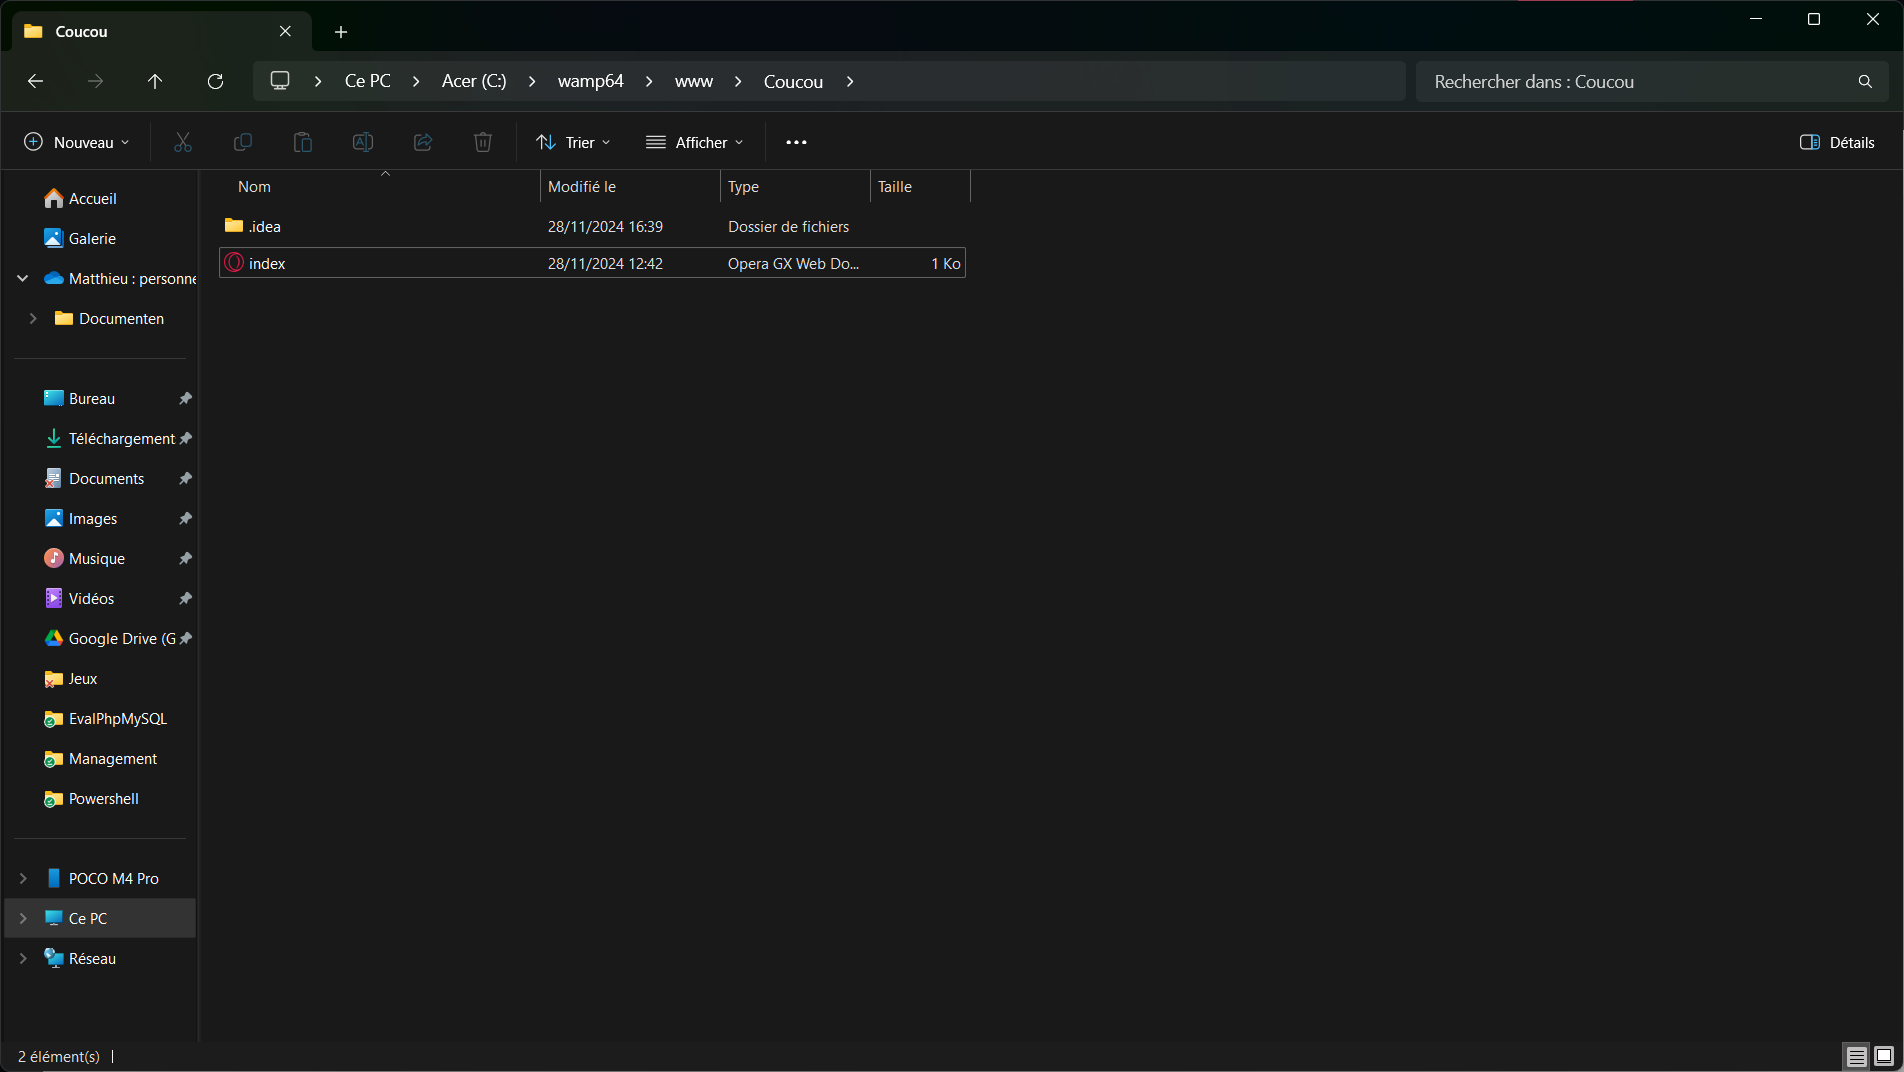 Coucou
Ce PC
Acer (C:)
wamp64
www
Coucou
Rechercher dans : Coucou
Nouveau
Trier
Afficher
Détails
Nom
Modifié le
Type
Taille
.idea
28/11/2024 16:39
Dossier de fichiers
index
28/11/2024 12:42
Opera GX Web Do...
1 Ko
Accueil
Galerie
Matthieu : personne
Documenten
Bureau
Téléchargement
Documents
Images
Musique
Vidéos
Google Drive (G
Jeux
EvalPhpMySQL
Management
Powershell
POCO M4 Pro
Ce PC
Réseau
2 élément(s)